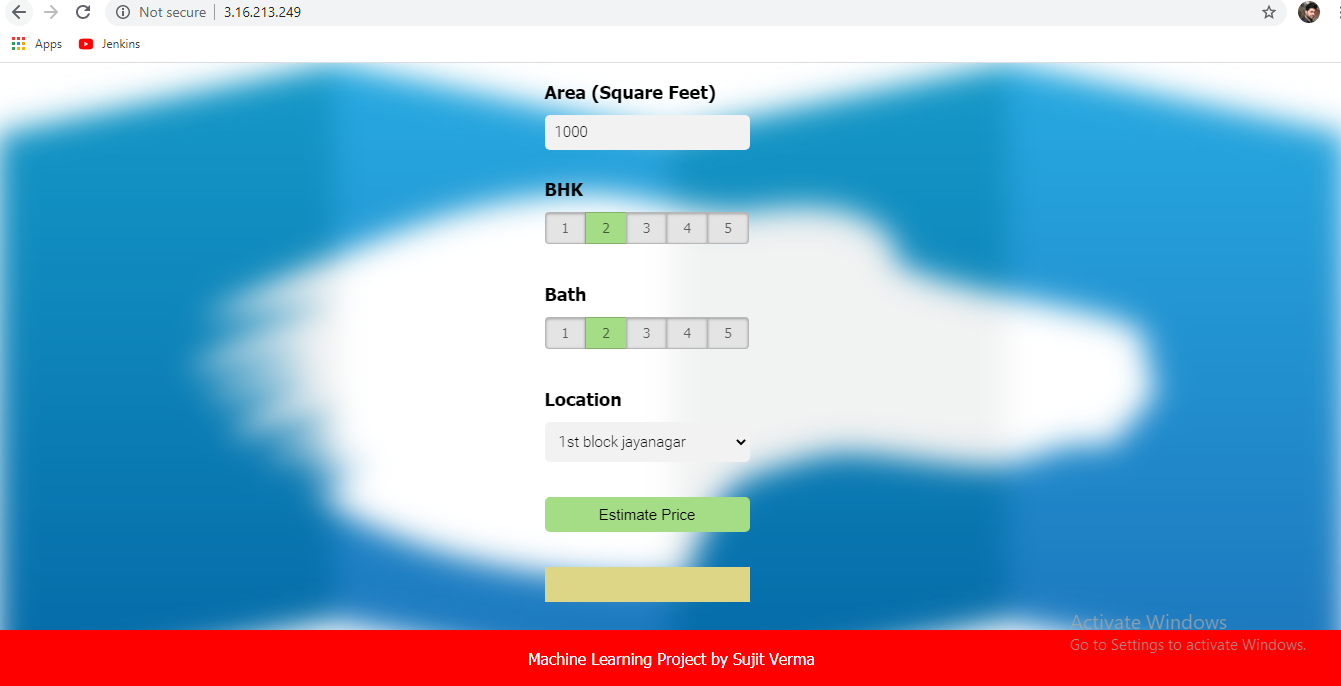 Not secure | 3.16.213.249
Apps Jenkins
Area (Square Feet)
1000
BHK
1 2 3 4 5
Bath
1 2 3 4 5
Location
1st block jayanagar
Estimate Price
Activate Windows
Go to Settings to activate Windows.
Machine Learning Project by Sujit Verma